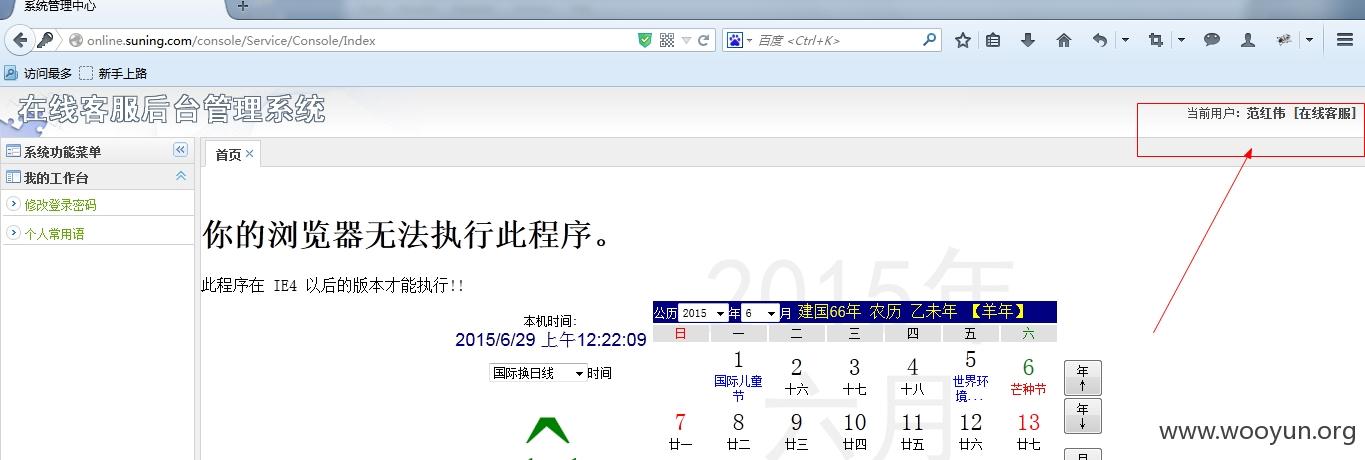 系统管理中心
online.suning.com/console/Service/Console/Index
百度 <Ctrl+K>
访问最多 新手上路
在线客服后台管理系统
当前用户：范红伟 [在线客服]
系统功能菜单
首页
我的工作台
修改登录密码
个人常用语
你的浏览器无法执行此程序。
此程序在 IE4 以后的版本才能执行!!
2015年
六月
本机时间:
2015/6/29 上午12:22:09
国际换日线 时间
公历 2015 年 6 月 建国66年 农历 乙未年 【羊年】
日 一 二 三 四 五 六
1 2 3 4 5 6
国际儿童节 十六 十七 十八 世界环境... 芒种节
7 8 9 10 11 12 13
廿一 廿二 廿三 廿四 廿五 廿六 廿七
年
↑
年
↓
月
www.wooyun.org